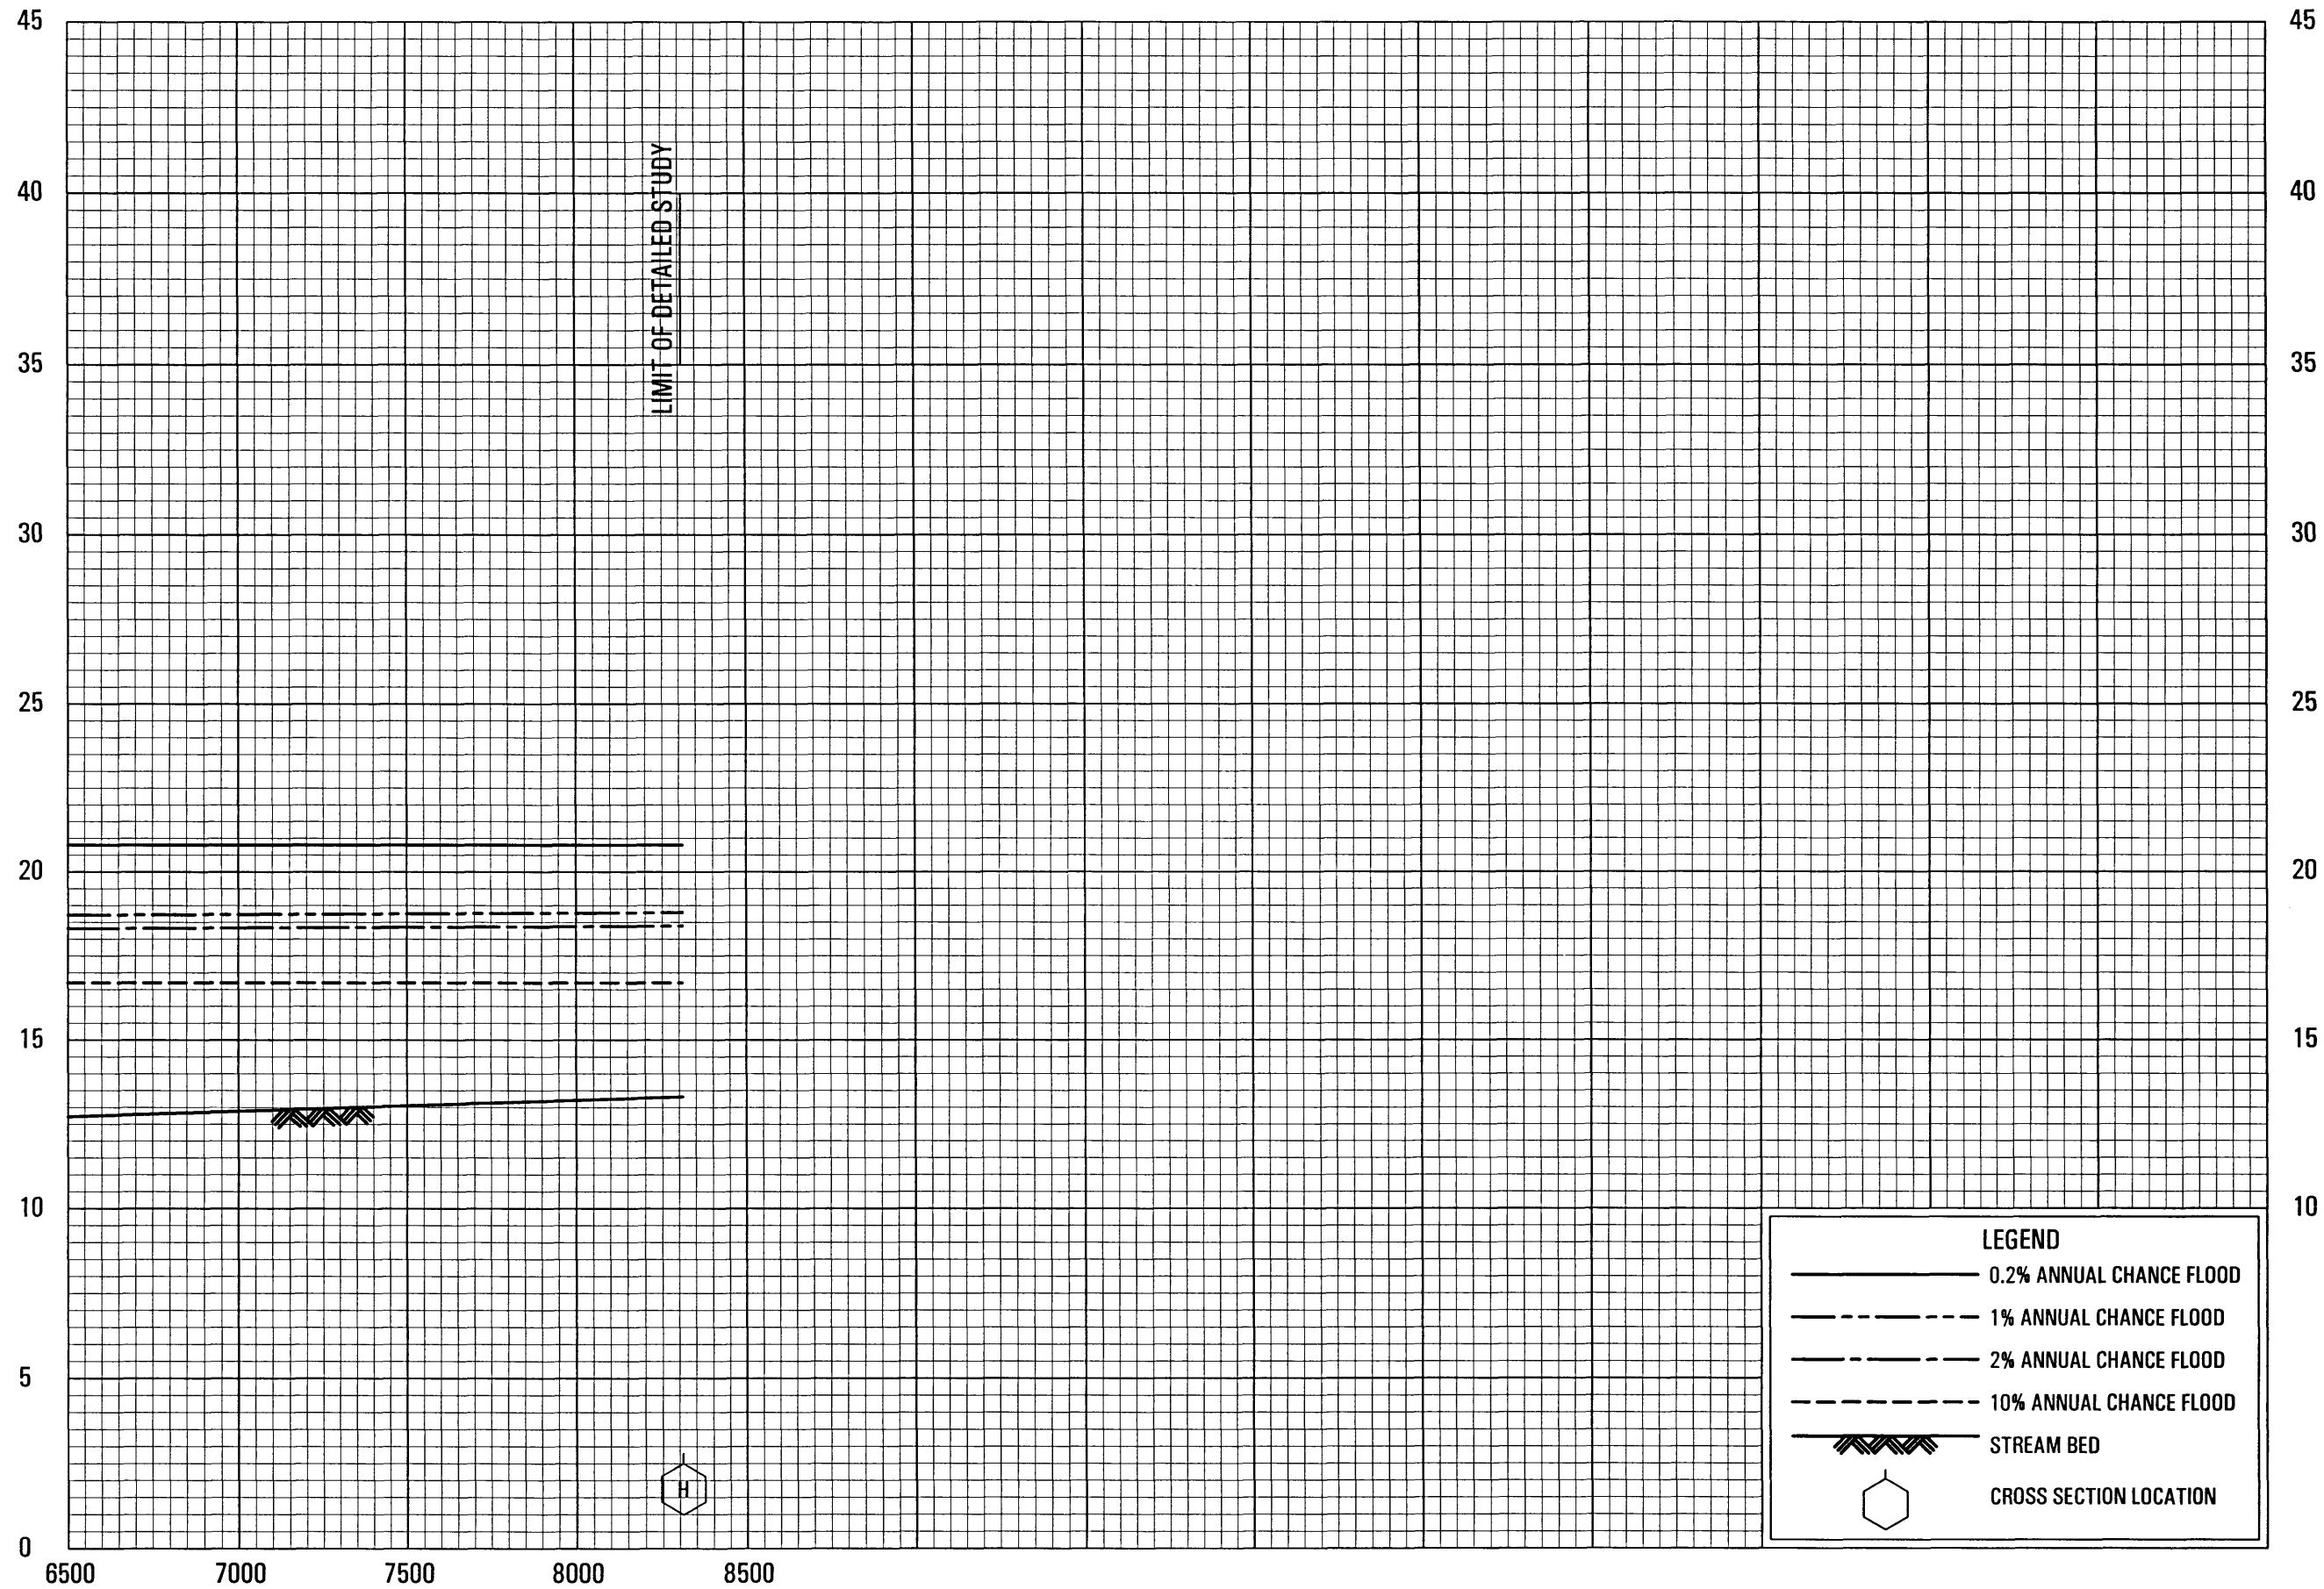 45
40
35
30
25
20
15
10
5
0
6500
7000
7500
8000
8500
45
40
35
30
25
20
15
10
LIMIT OF DETAILED STUDY
H
LEGEND
0.2% ANNUAL CHANCE FLOOD
1% ANNUAL CHANCE FLOOD
2% ANNUAL CHANCE FLOOD
10% ANNUAL CHANCE FLOOD
STREAM BED
CROSS SECTION LOCATION